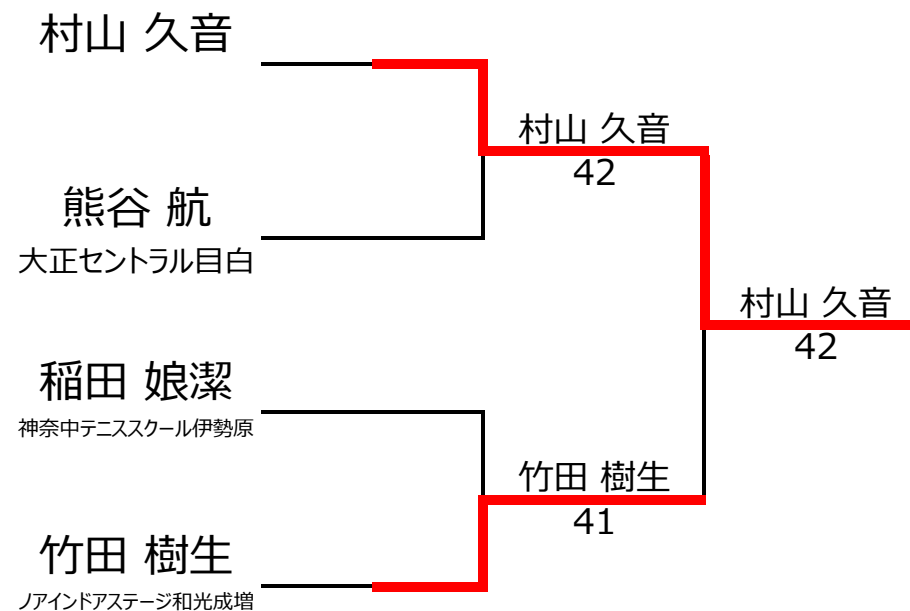 村山 久音
熊谷 航
大正セントラル目白
稲田 娘潔
神奈中テニススクール伊勢原
竹田 樹生
ノアインドアステージ和光成増
村山 久音
42
竹田 樹生
41
村山 久音
42